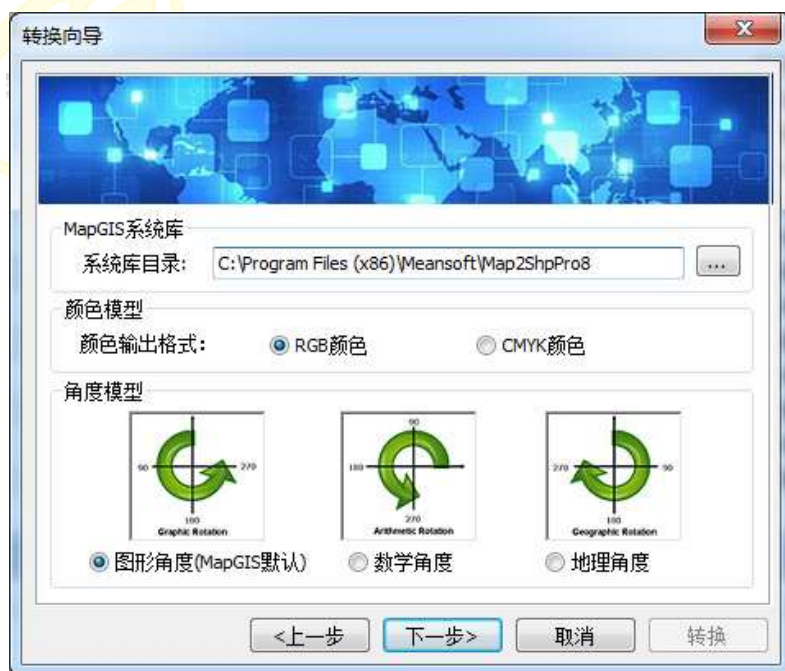 转换向导
MapGIS系统库
系统库目录: C:\Program Files (x86)\Meansoft\Map2ShpPro8 ...
颜色模型
颜色输出格式: RGB颜色 CMYK颜色
角度模型
90 270 180 Graphic Rotation
90 180 270 Arithmetic Rotation
270 90 180 Geographic Rotation
图形角度(MapGIS默认) 数学角度 地理角度
<上一步 下一步> 取消 转换